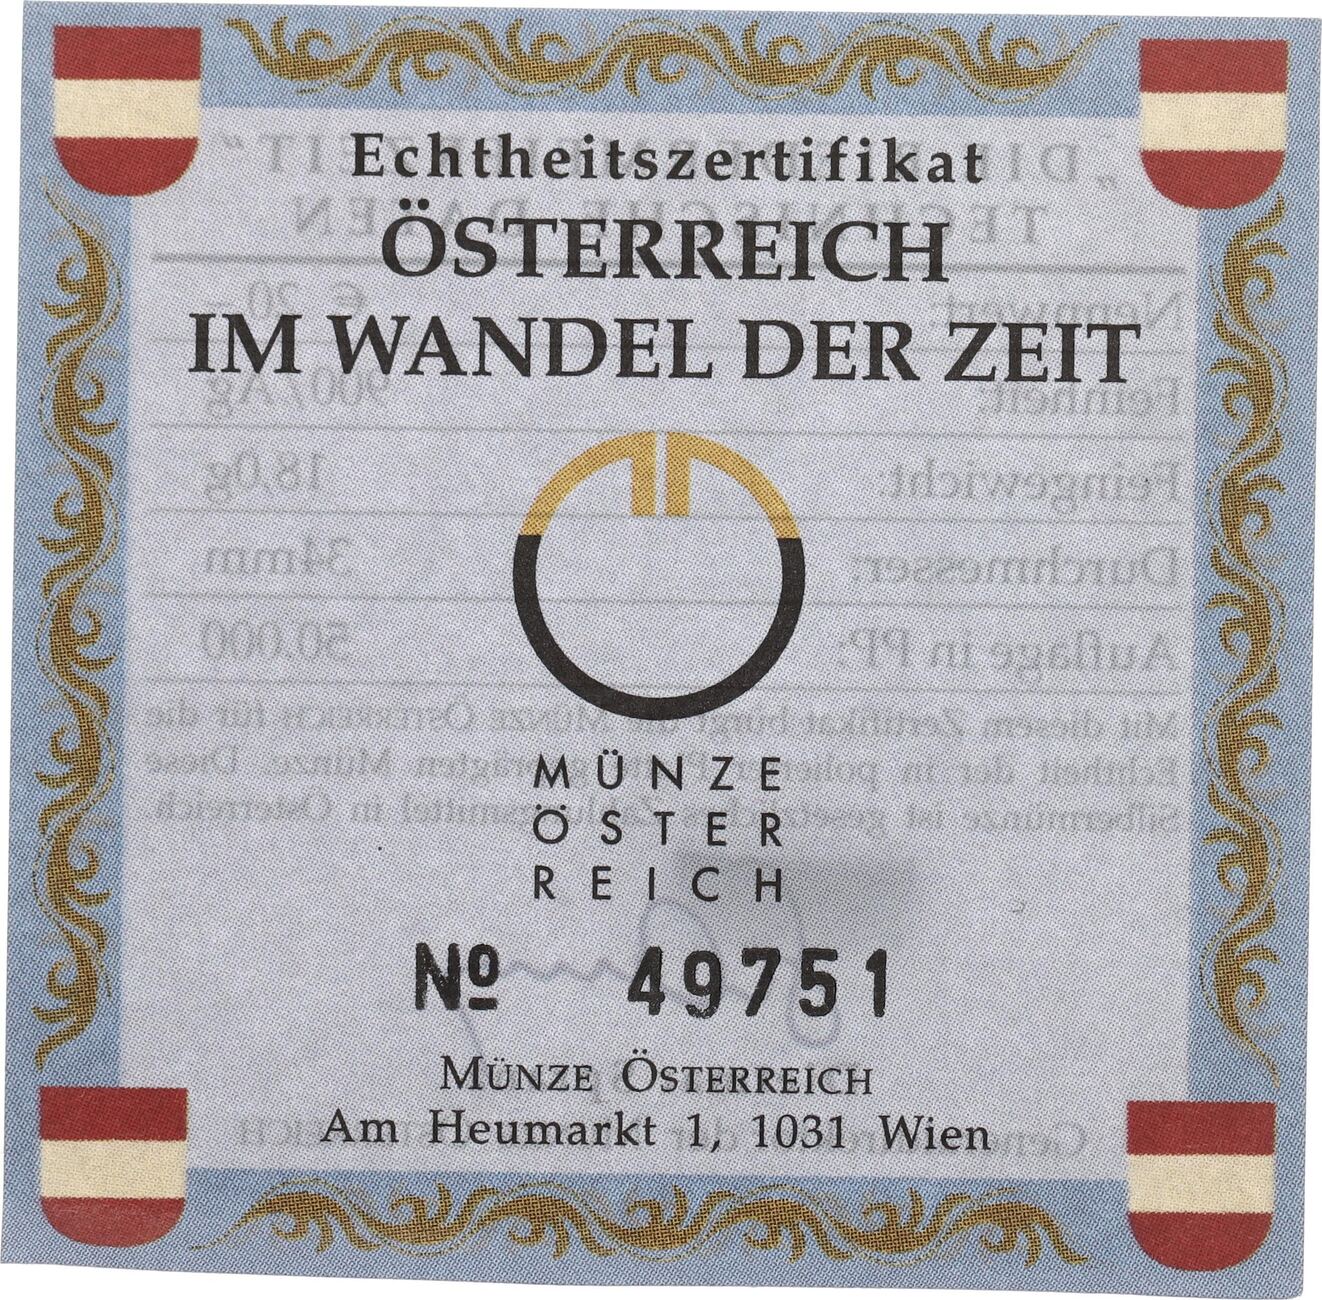 Echtheitszertifikat
ÖSTERREICH
IM WANDEL DER ZEIT
MÜNZE
ÖSTER
REICH
Nº 49751
MÜNZE ÖSTERREICH
Am Heumarkt 1, 1031 Wien